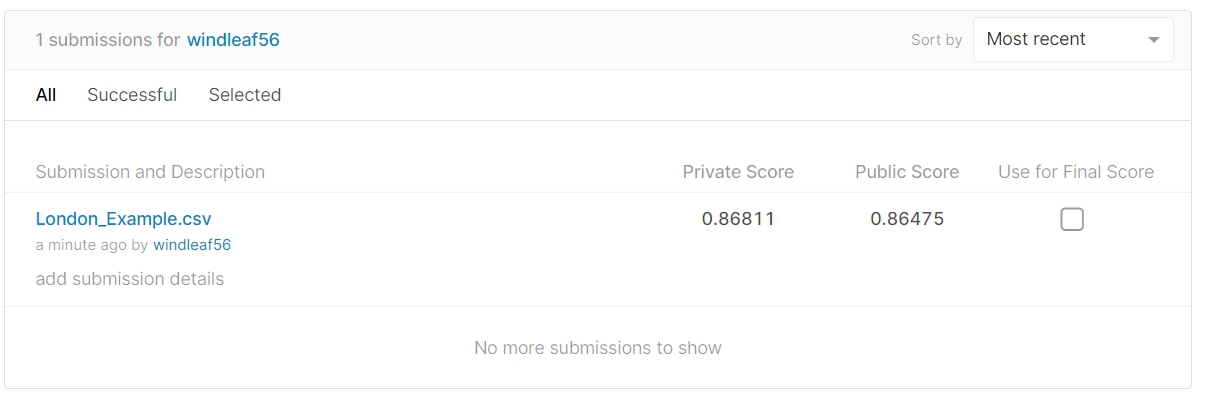 1 submissions for windleaf56 Sort by Most recent
All Successful Selected
Submission and Description Private Score Public Score Use for Final Score
London_Example.csv 0.86811 0.86475
a minute ago by windleaf56
add submission details
No more submissions to show